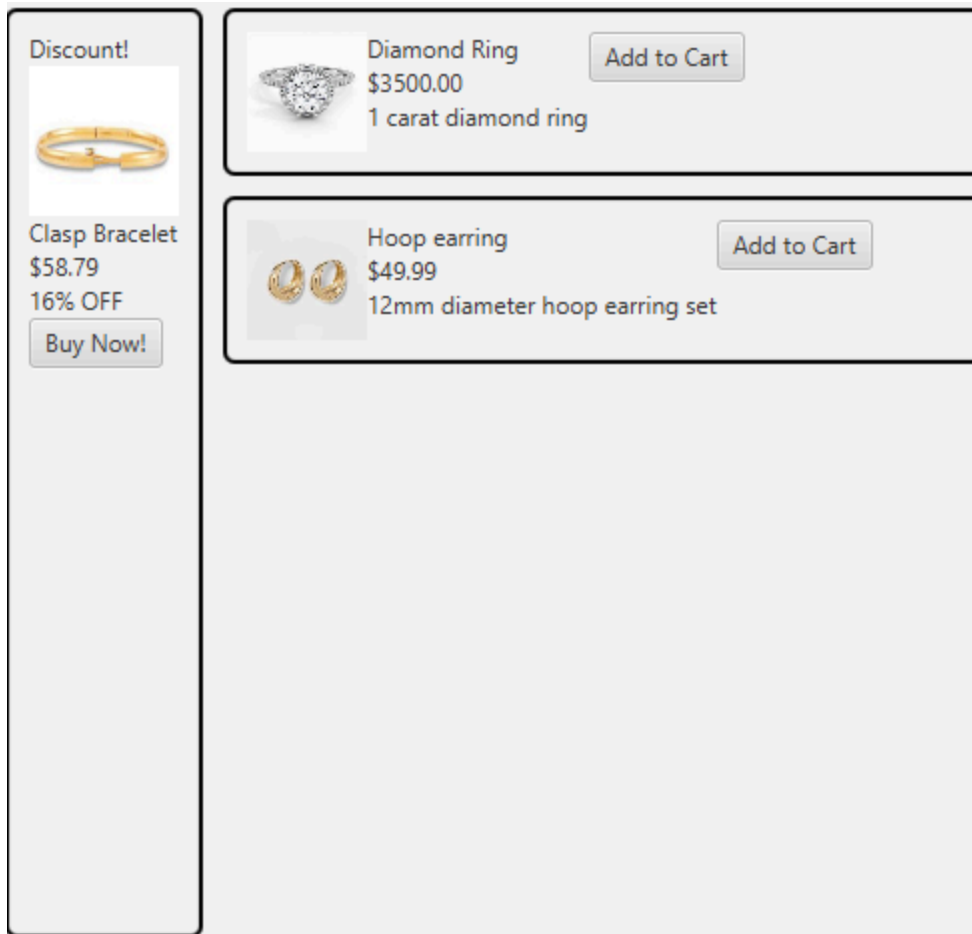 Discount!
Clasp Bracelet
$58.79
16% OFF
Buy Now!
Diamond Ring
$3500.00
1 carat diamond ring
Add to Cart
Hoop earring
$49.99
12mm diameter hoop earring set
Add to Cart